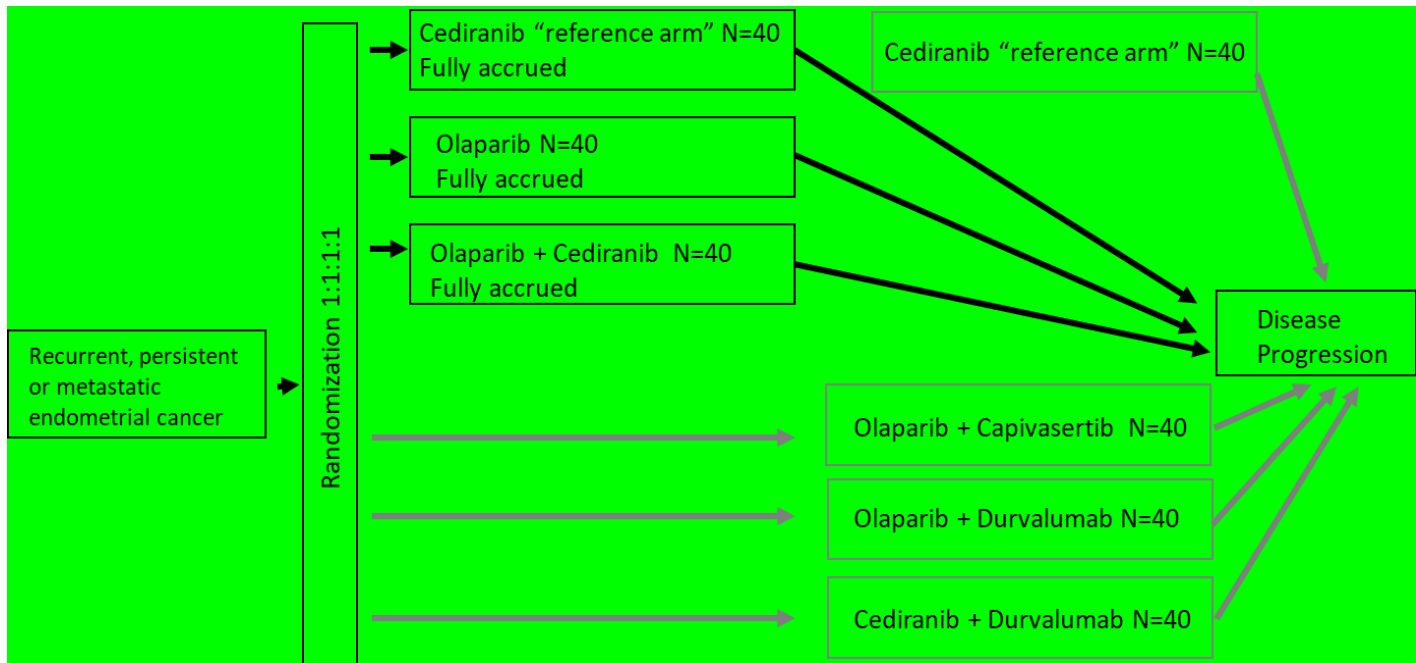 Recurrent, persistent
or metastatic
endometrial cancer
Randomization 1:1:1:1
Cediranib “reference arm” N=40
Fully accrued
Olaparib N=40
Fully accrued
Olaparib + Cediranib N=40
Fully accrued
Cediranib “reference arm” N=40
Olaparib + Capivasertib N=40
Olaparib + Durvalumab N=40
Cediranib + Durvalumab N=40
Disease
Progression